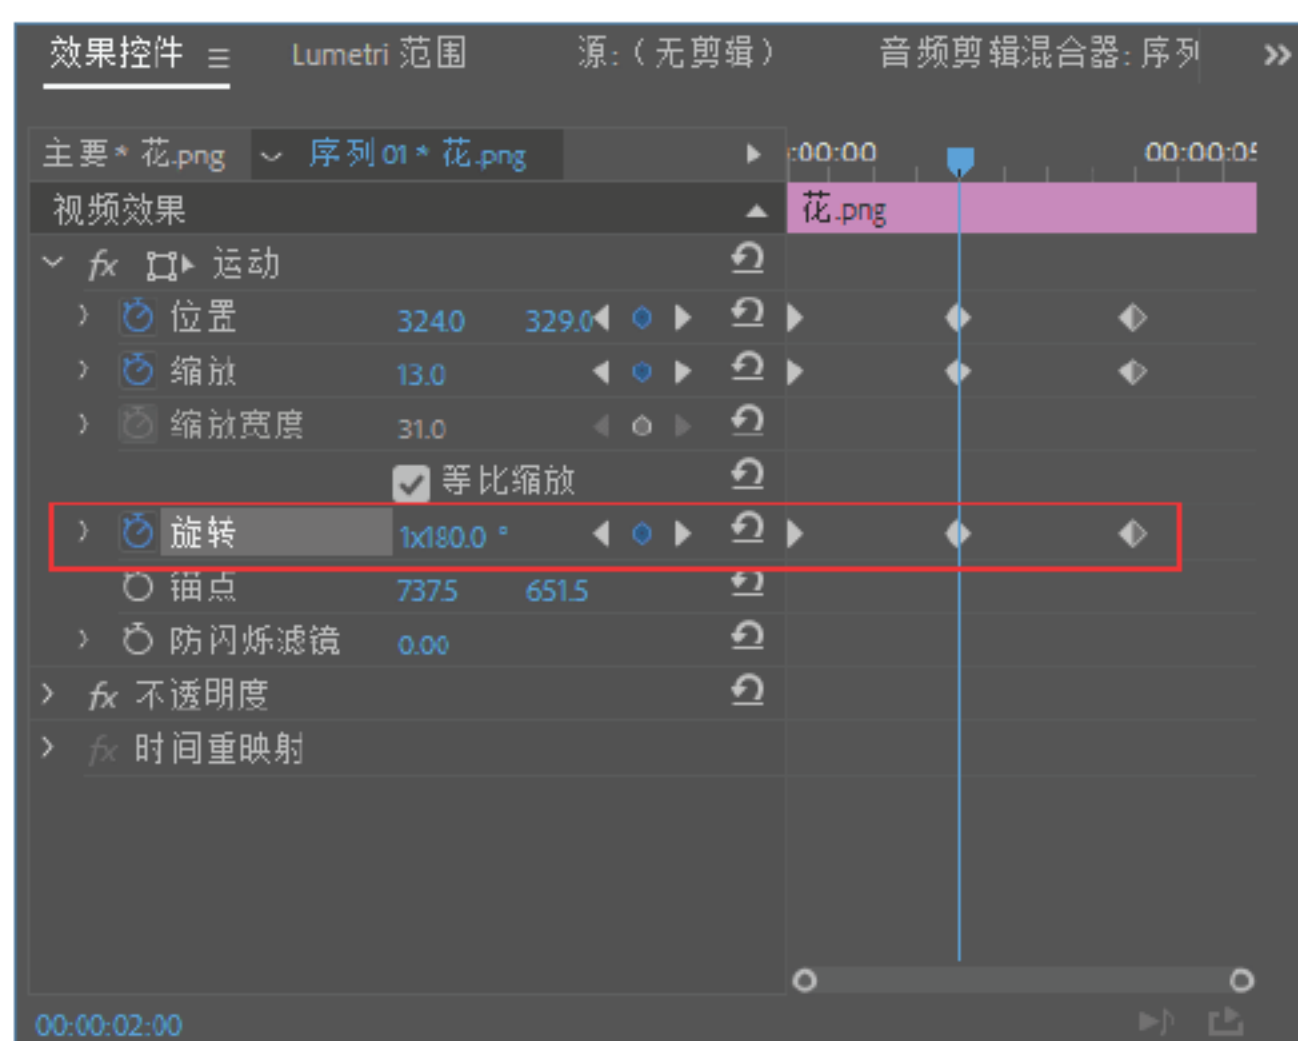 效果控件 Lumetri 范围 源:（无剪辑） 音频剪辑混合器: 序列
主要* 花.png 序列 01 * 花.png :00:00 00:00:05
视频效果 花.png
fx 运动
位置 324.0 329.0
缩放 13.0
缩放宽度 31.0
等比缩放
旋转 1x180.0 °
锚点 737.5 651.5
防闪烁滤镜 0.00
fx 不透明度
fx 时间重映射
00:00:02:00